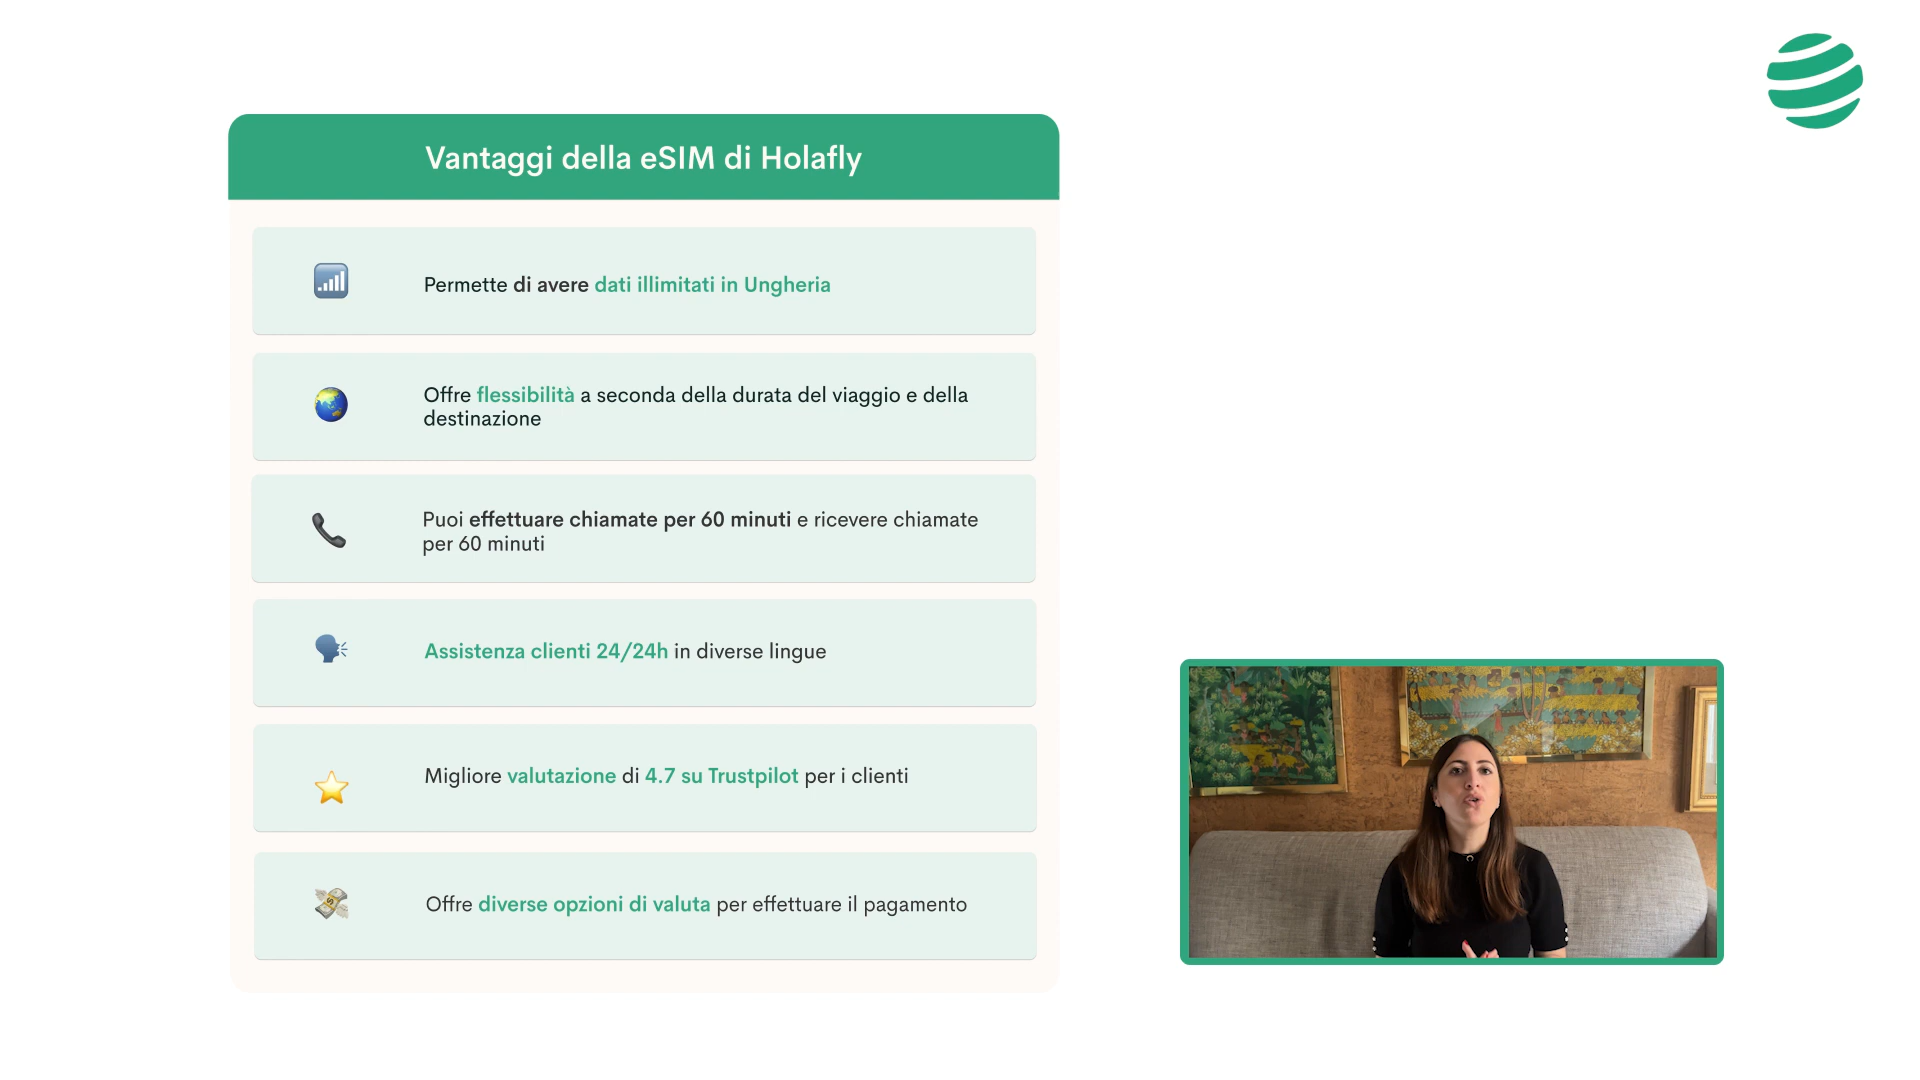 Vantaggi della eSIM di Holafly
Permette di avere dati illimitati in Ungheria
Offre flessibilità a seconda della durata del viaggio e della
destinazione
Puoi effettuare chiamate per 60 minuti e ricevere chiamate
per 60 minuti
Assistenza clienti 24/24h in diverse lingue
Migliore valutazione di 4.7 su Trustpilot per i clienti
Offre diverse opzioni di valuta per effettuare il pagamento